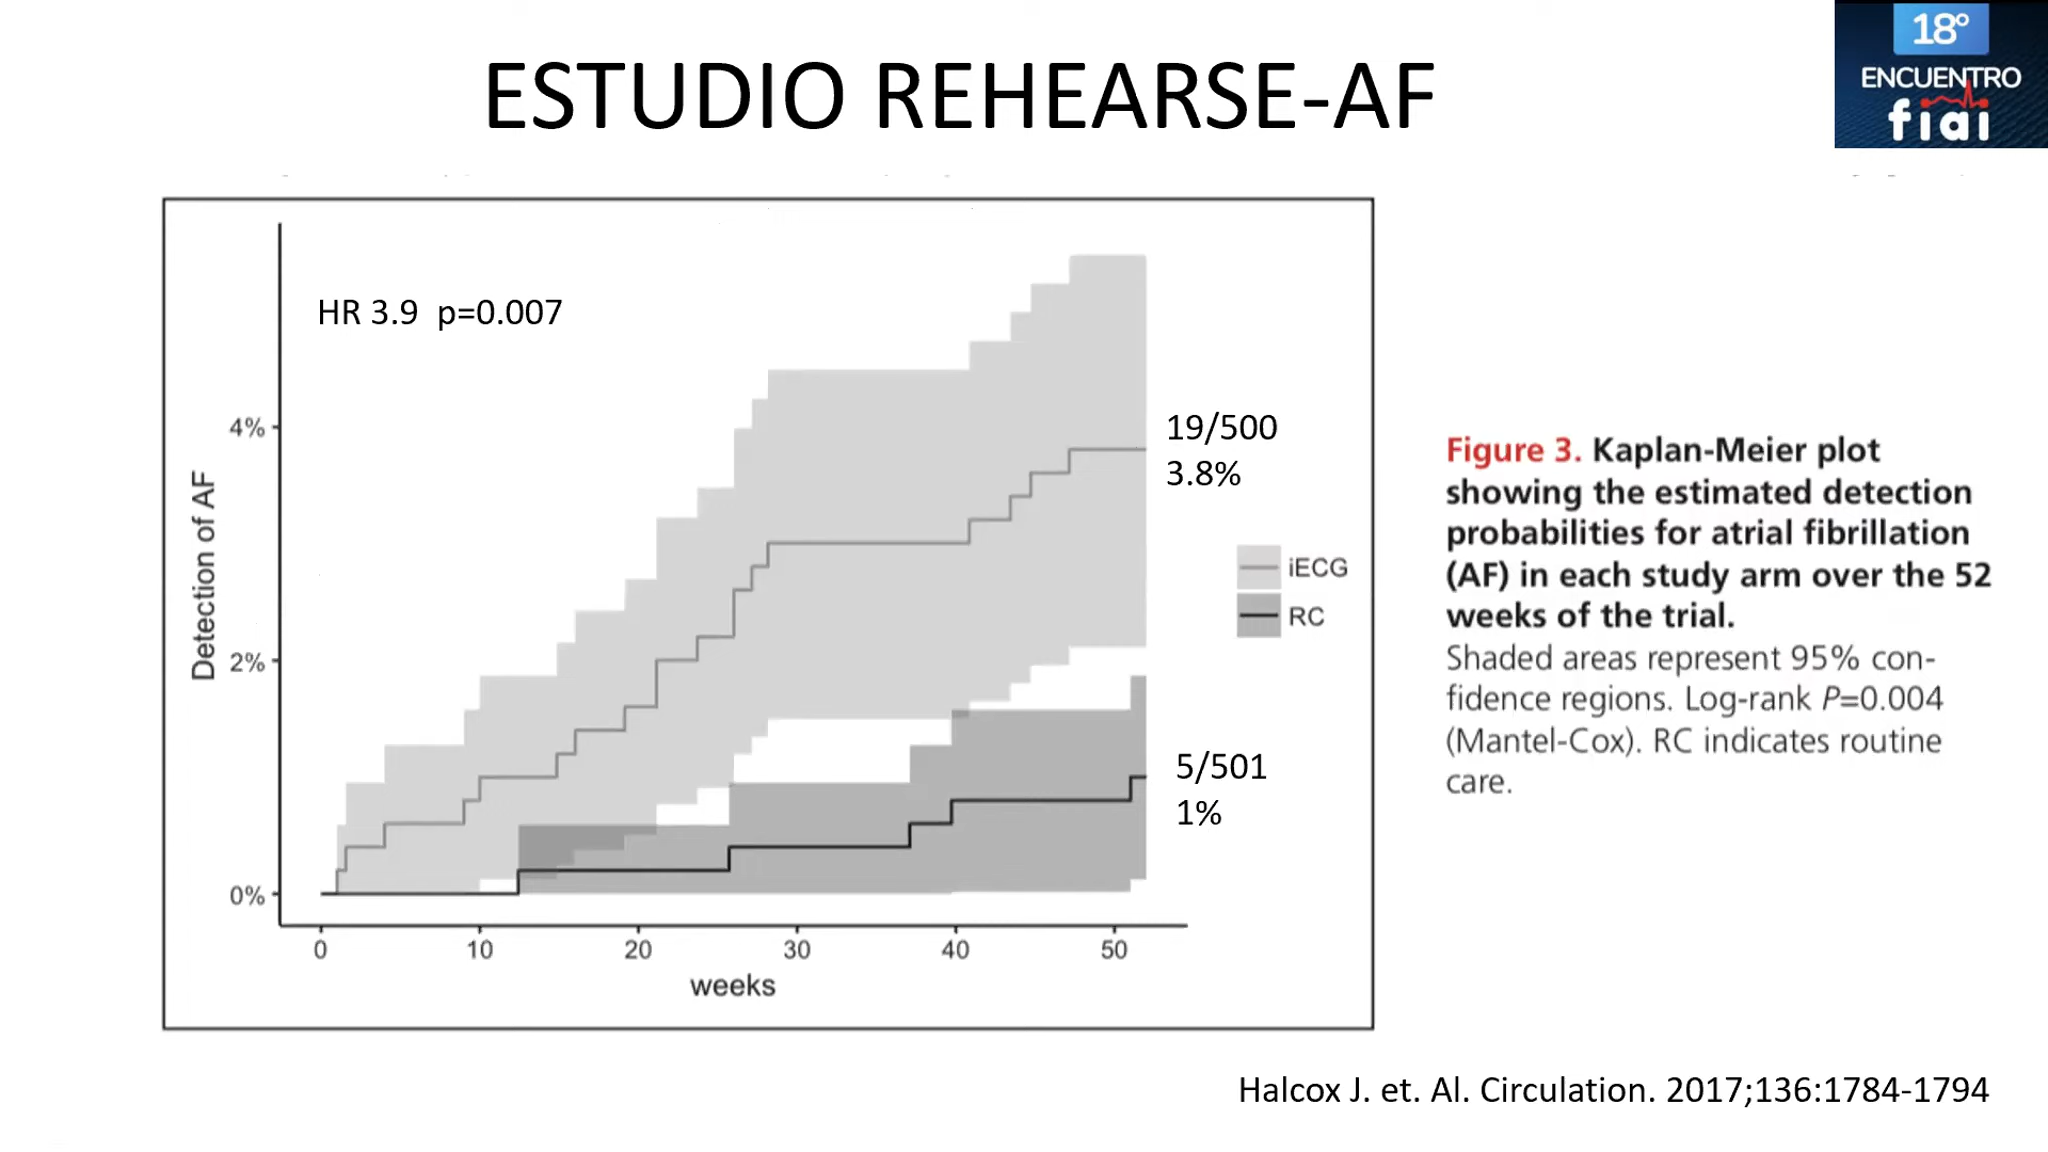 18°
ENCUENTRO
fiai
ESTUDIO REHEARSE-AF
HR 3.9 p=0.007
4%
2%
0%
Detection of AF
0 10 20 30 40 50
weeks
19/500
3.8%
iECG
RC
5/501
1%
Figure 3. Kaplan-Meier plot
showing the estimated detection
probabilities for atrial fibrillation
(AF) in each study arm over the 52
weeks of the trial.
Shaded areas represent 95% con-
fidence regions. Log-rank P=0.004
(Mantel-Cox). RC indicates routine
care.
Halcox J. et. Al. Circulation. 2017;136:1784-1794